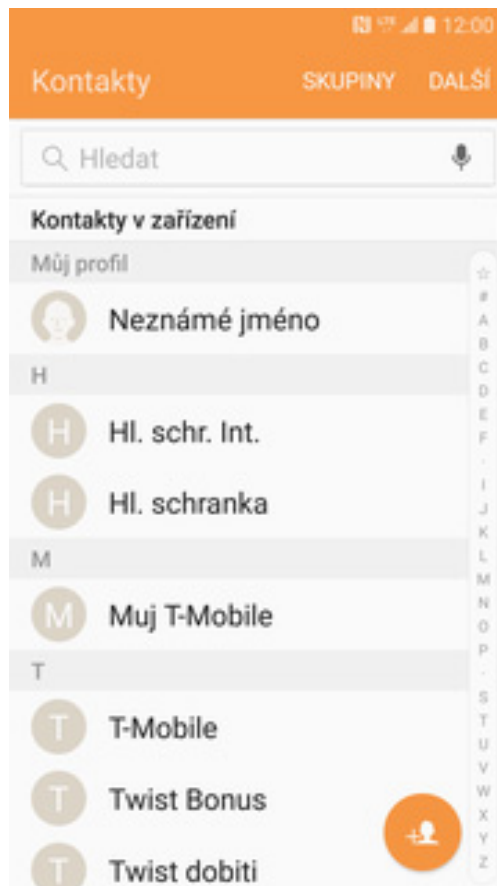 12:00
Kontakty SKUPINY DALŠÍ
Hledat
Kontakty v zařízení
Můj profil
Neznámé jméno
H
H Hl. schr. Int.
H Hl. schranka
M
M Muj T-Mobile
T
T T-Mobile
T Twist Bonus
T Twist dobiti
☆
#
A
B
C
D
E
F
.
I
J
K
L
M
N
O
P
.
S
T
U
V
W
X
Y
Z